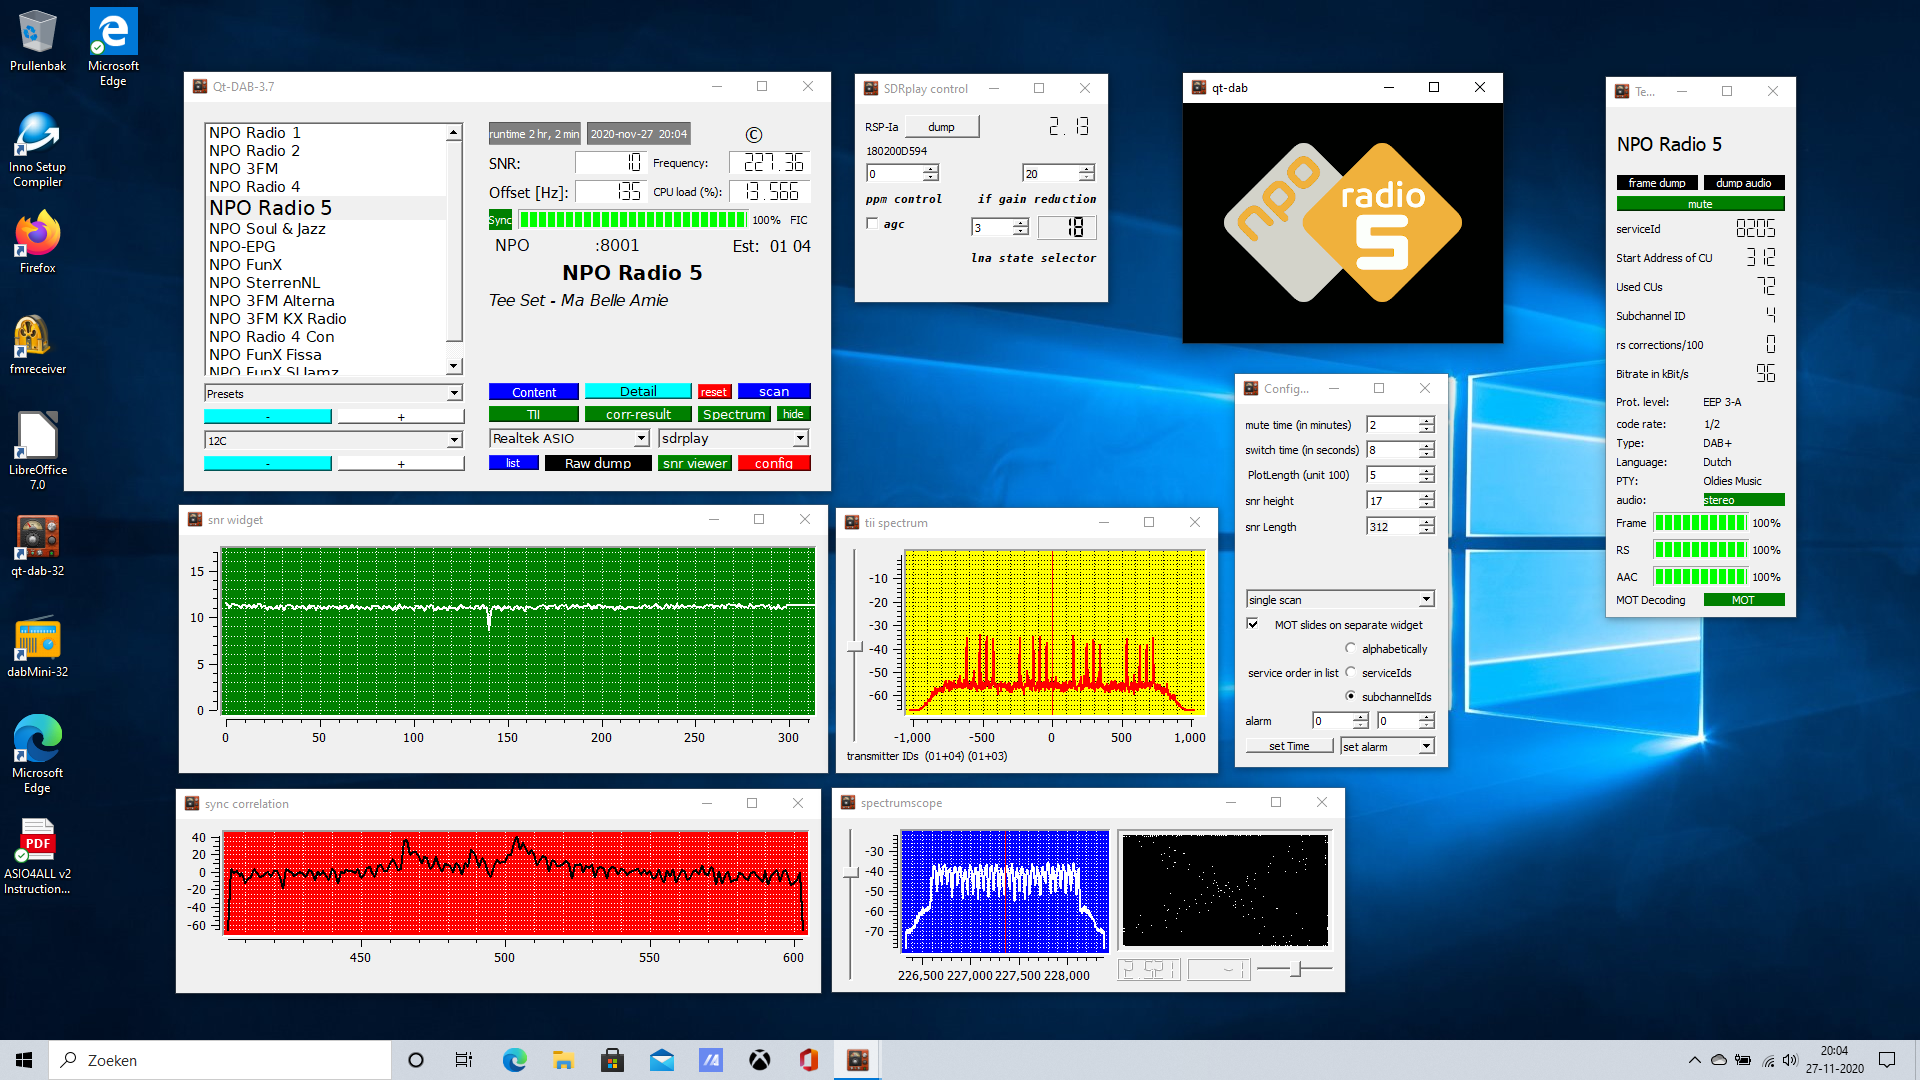 Prullenbak
Microsoft
Edge
Inno Setup
Compiler
Firefox
fmreceiver
LibreOffice
7.0
qt-dab-32
dabMini-32
Microsoft
Edge
PDF
ASIO4ALL v2
Instruction...
Qt-DAB-3.7
NPO Radio 1
NPO Radio 2
NPO 3FM
NPO Radio 4
NPO Radio 5
NPO Soul & Jazz
NPO-EPG
NPO FunX
NPO SterrenNL
NPO 3FM Alterna
NPO 3FM KX Radio
NPO Radio 4 Con
NPO FunX Fissa
NPO FunX SlJamz
Presets
- +
12C
- +
runtime 2 hr, 2 min 2020-nov-27 20:04 ©
SNR: 10 Frequency: 227.36
Offset [Hz]: 135 CPU load (%): 13.566
Sync 100% FIC
NPO :8001 Est: 01 04
NPO Radio 5
Tee Set - Ma Belle Amie
Content Detail reset scan
TII corr-result Spectrum hide
Realtek ASIO sdrplay
list Raw dump snr viewer config
SDRplay control
RSP-Ia dump 2.13
180200D594
0 20
ppm control if gain reduction
agc 3 18
lna state selector
qt-dab
npo radio 5
Te...
NPO Radio 5
frame dump dump audio
mute
serviceId 8205
Start Address of CU 312
Used CUs 72
Subchannel ID 4
rs corrections/100 0
Bitrate in kBit/s 96
Prot. level: EEP 3-A
code rate: 1/2
Type: DAB+
Language: Dutch
PTY: Oldies Music
audio: stereo
Frame 100%
RS 100%
AAC 100%
MOT Decoding MOT
Config...
mute time (in minutes) 2
switch time (in seconds) 8
PlotLength (unit 100) 5
snr height 17
snr Length 312
single scan
MOT slides on separate widget
alphabetically
service order in list serviceIds
subchannelIds
alarm 0 0
set Time set alarm
snr widget
15
10
5
0
0 50 100 150 200 250 300
tii spectrum
-10
-20
-30
-40
-50
-60
-1,000 -500 0 500 1,000
transmitter IDs (01+04) (01+03)
sync correlation
40
20
0
-20
-40
-60
450 500 550 600
spectrumscope
-30
-40
-50
-60
-70
226,500 227,000 227,500 228,000
2.521 -1
Zoeken
20:04
27-11-2020